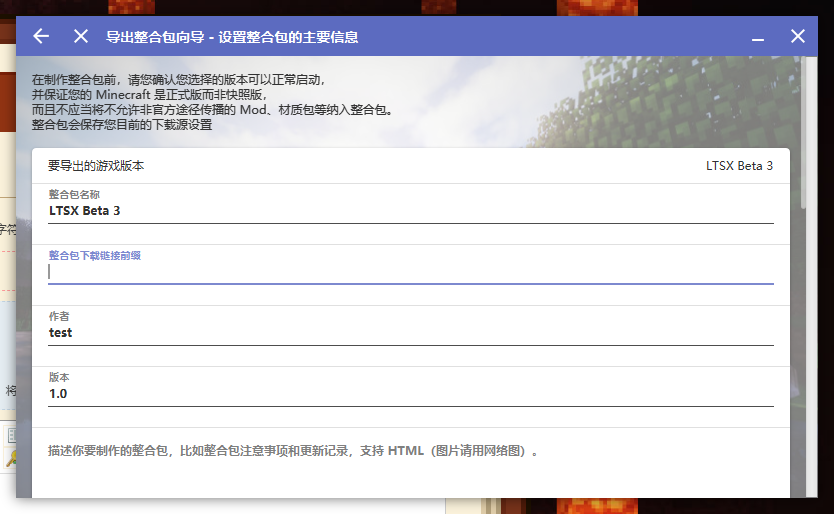 导出整合包向导 - 设置整合包的主要信息
在制作整合包前，请您确认您选择的版本可以正常启动，
并保证您的 Minecraft 是正式版而非快照版，
而且不应当将不允许非官方途径传播的 Mod、材质包等纳入整合包。
整合包会保存您目前的下载源设置
要导出的游戏版本 LTSX Beta 3
整合包名称
LTSX Beta 3
整合包下载链接前缀
字符
作者
test
版本
1.0
将
描述你要制作的整合包，比如整合包注意事项和更新记录，支持 HTML（图片请用网络图）。